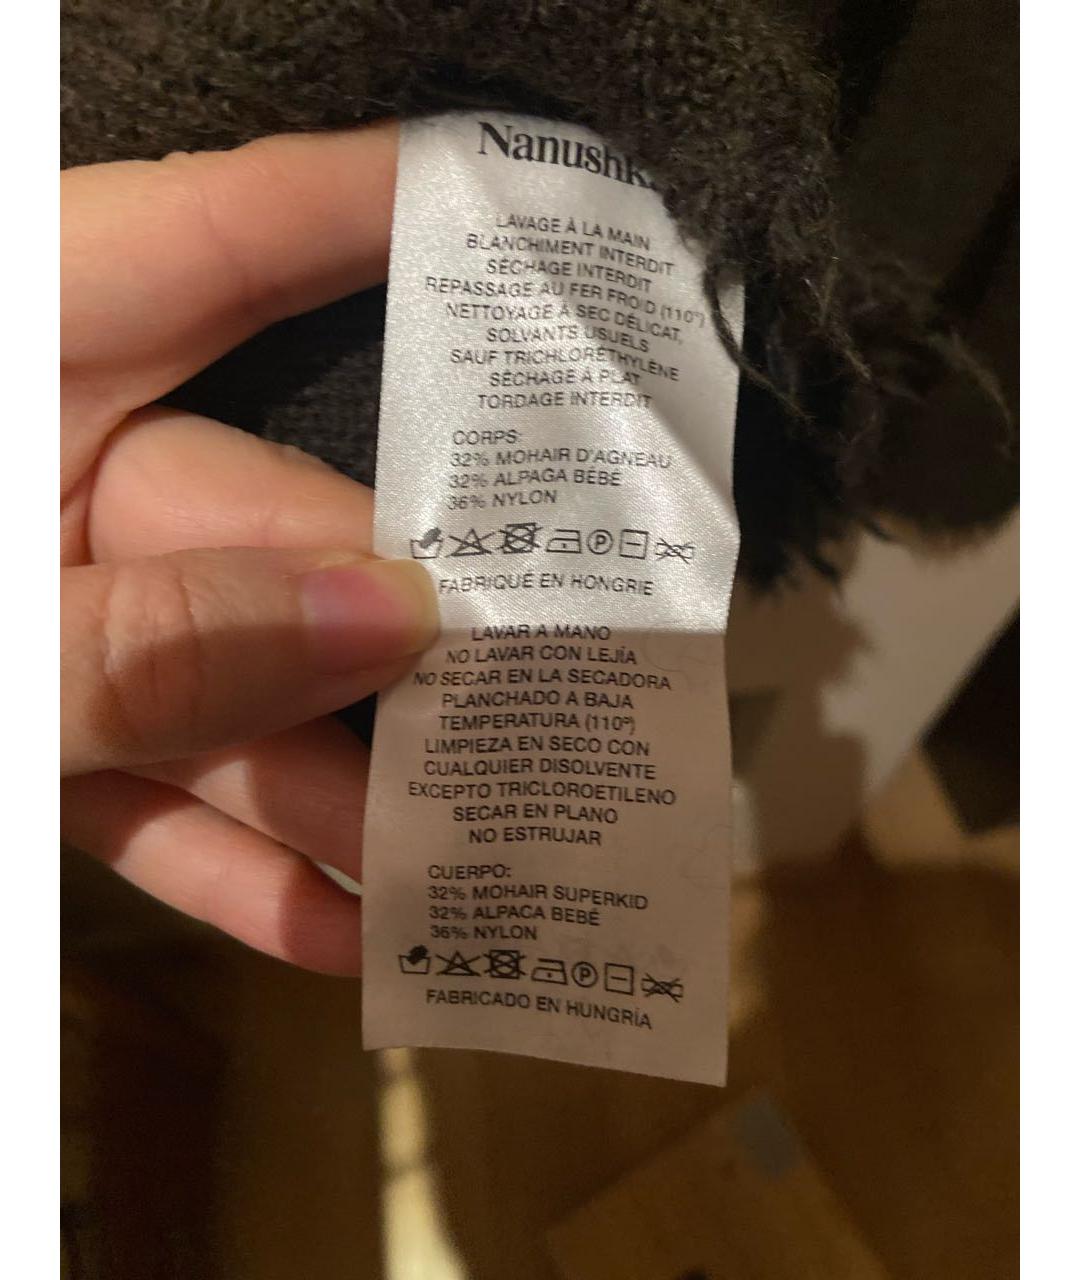 Nanushk
LAVAGE À LA MAIN
BLANCHIMENT INTERDIT
SÉCHAGE INTERDIT
REPASSAGE AU FER FROID (110°)
NETTOYAGE À SEC DÉLICAT,
SOLVANTS USUELS
SAUF TRICHLORÉTHYLÈNE
SÉCHAGE À PLAT
TORDAGE INTERDIT
CORPS:
32% MOHAIR D'AGNEAU
32% ALPAGA BÉBÉ
36% NYLON
P
FABRIQUÉ EN HONGRIE
LAVAR A MANO
NO LAVAR CON LEJÍA
NO SECAR EN LA SECADORA
PLANCHADO A BAJA
TEMPERATURA (110º)
LIMPIEZA EN SECO CON
CUALQUIER DISOLVENTE
EXCEPTO TRICLOROETILENO
SECAR EN PLANO
NO ESTRUJAR
CUERPO:
32% MOHAIR SUPERKID
32% ALPACA BEBÉ
36% NYLON
P
FABRICADO EN HUNGRÍA